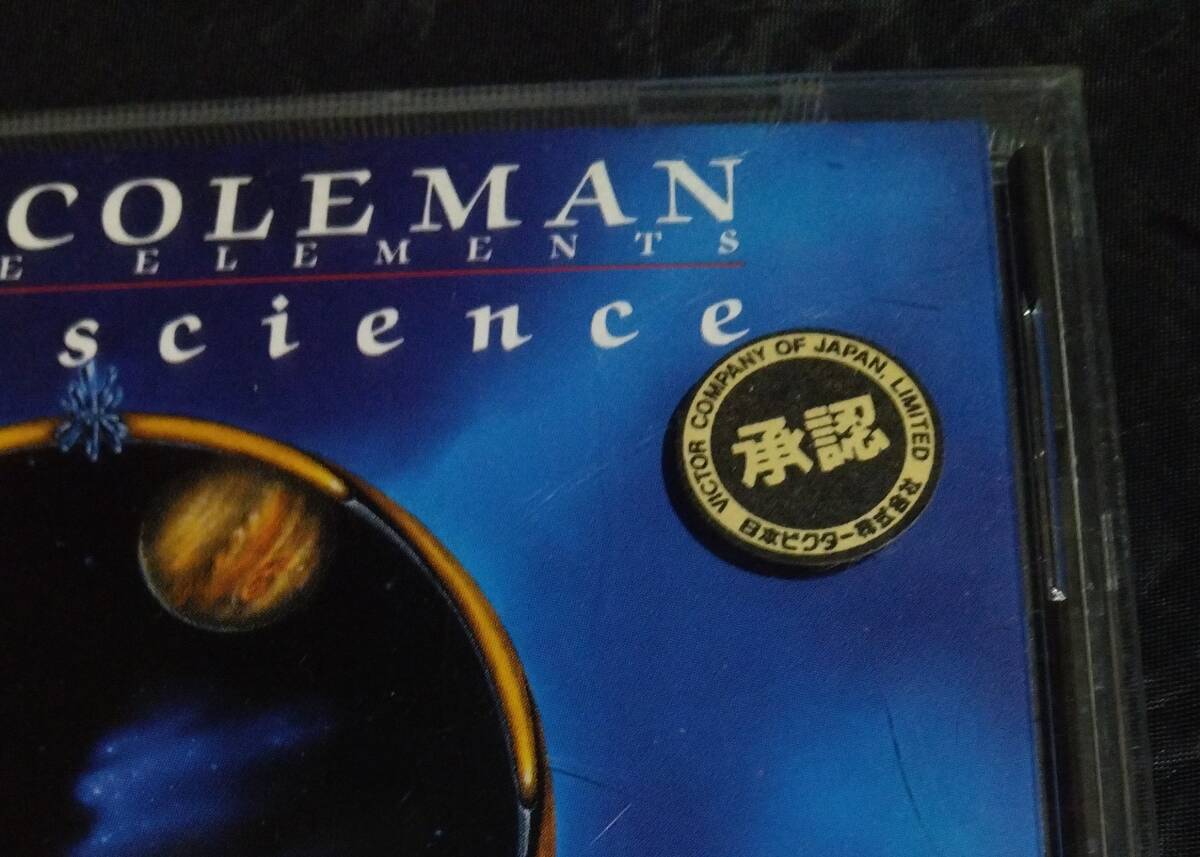 COLEMAN
E ELEMENTS
science
VICTOR COMPANY OF JAPAN, LIMITED
承認
日本ビクター株式会社